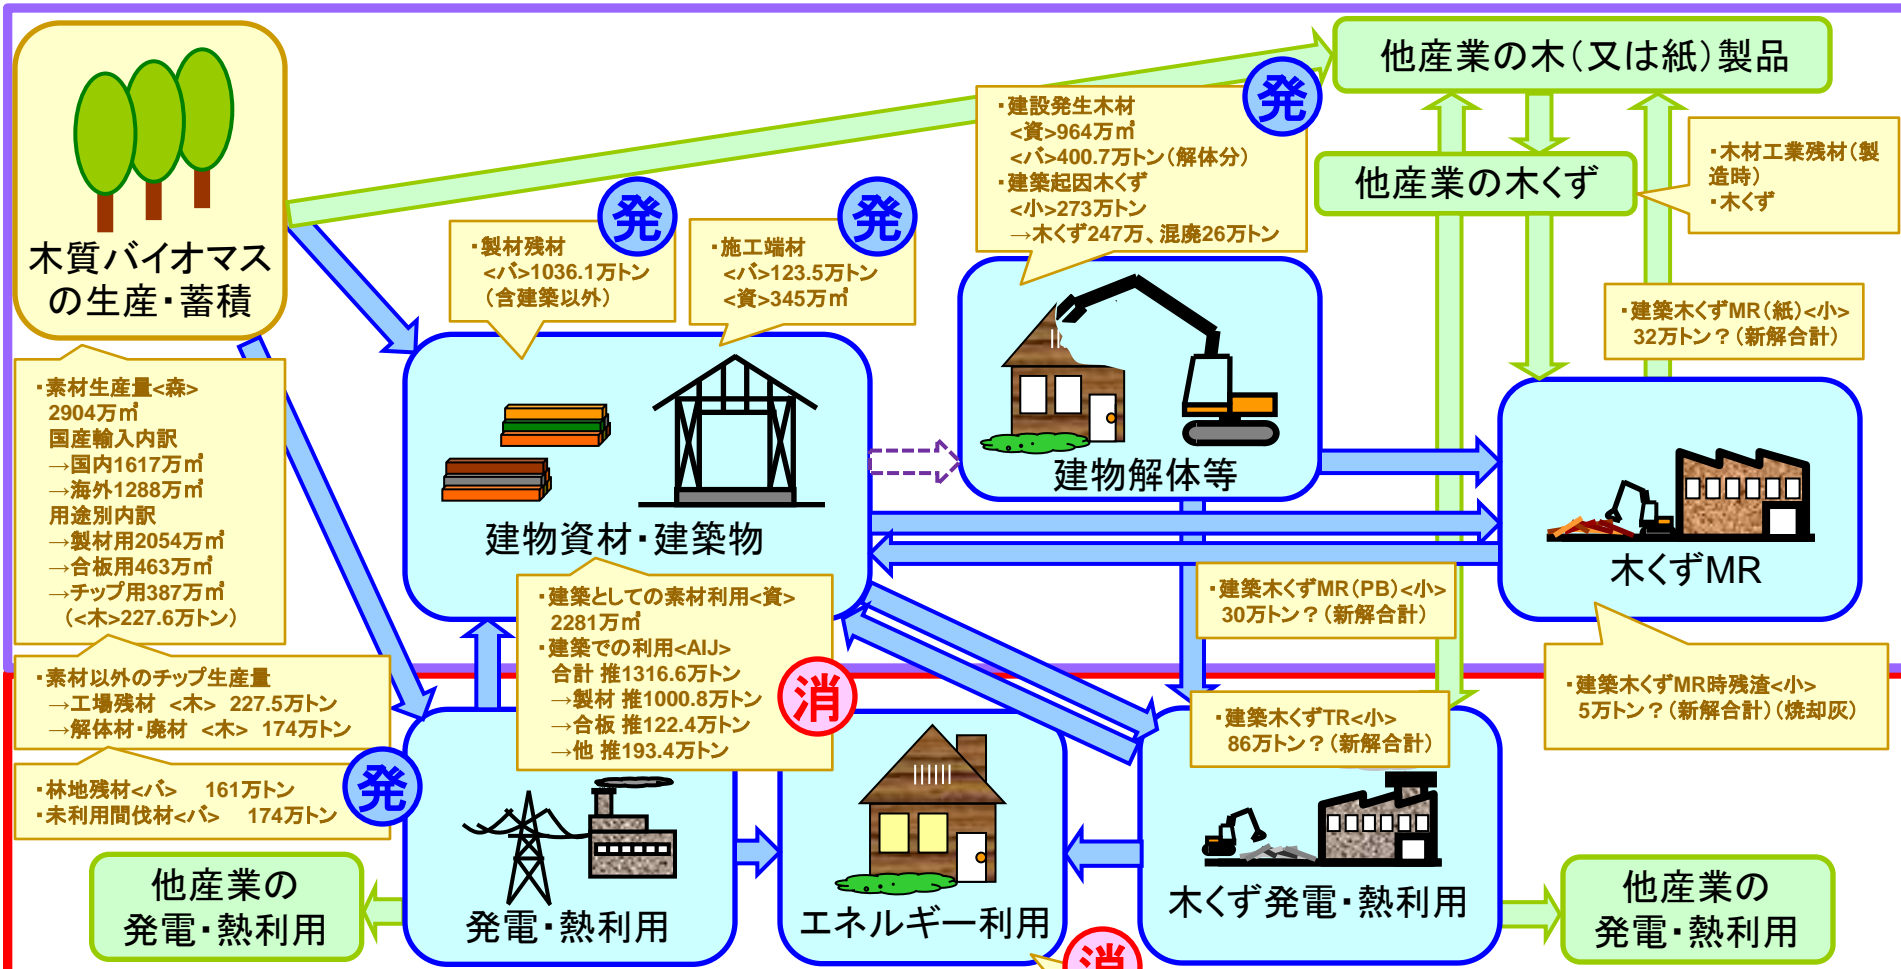 木質バイオマス
の生産・蓄積
他産業の木（又は紙）製品
他産業の木くず
・木材工業残材（製
造時）
・木くず
発
・建設発生木材
<資>964万㎥
<バ>400.7万トン（解体分）
・建築起因木くず
<小>273万トン
→木くず247万、混廃26万トン
発
・製材残材
<バ>1036.1万トン
（含建築以外）
発
・施工端材
<バ>123.5万トン
<資>345万㎥
・建築木くずMR（紙）<小>
32万トン？（新解合計）
・素材生産量<森>
2904万㎥
国産輸入内訳
→国内1617万㎥
→海外1288万㎥
用途別内訳
→製材用2054万㎥
→合板用463万㎥
→チップ用387万㎥
（<木>227.6万トン）
建物資材・建築物
建物解体等
木くずMR
・建築としての素材利用<資>
2281万㎥
・建築での利用<AIJ>
合計 推1316.6万トン
→製材 推1000.8万トン
→合板 推122.4万トン
→他 推193.4万トン
消
・建築木くずMR（PB）<小>
30万トン？（新解合計）
・建築木くずTR<小>
86万トン？（新解合計）
・建築木くずMR時残渣<小>
5万トン？（新解合計）（焼却灰）
・素材以外のチップ生産量
→工場残材 <木> 227.5万トン
→解体材・廃材 <木> 174万トン
・林地残材<バ> 161万トン
・未利用間伐材<バ> 174万トン
発
他産業の
発電・熱利用
発電・熱利用
エネルギー利用
木くず発電・熱利用
他産業の
発電・熱利用
消